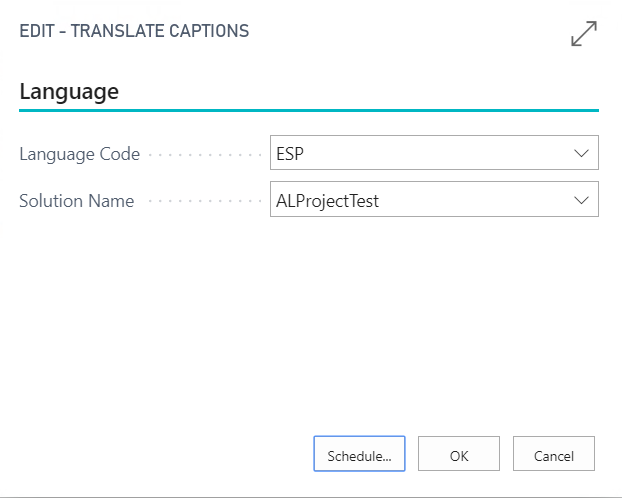 EDIT - TRANSLATE CAPTIONS
Language
Language Code ESP
Solution Name ALProjectTest
Schedule... OK Cancel